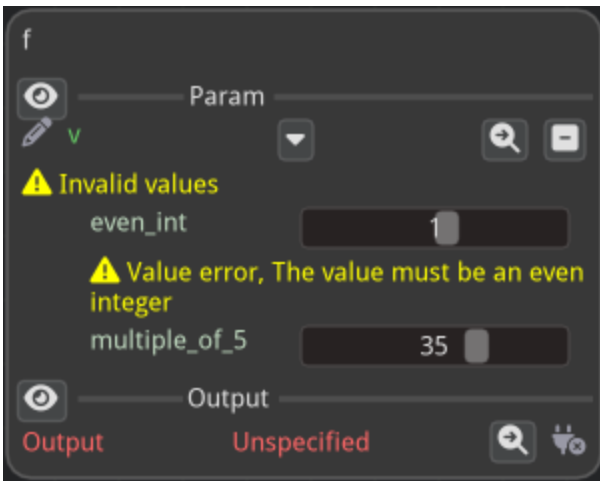 f
Param
v
Invalid values
even_int 1
Value error, The value must be an even
integer
multiple_of_5 35
Output
Output Unspecified